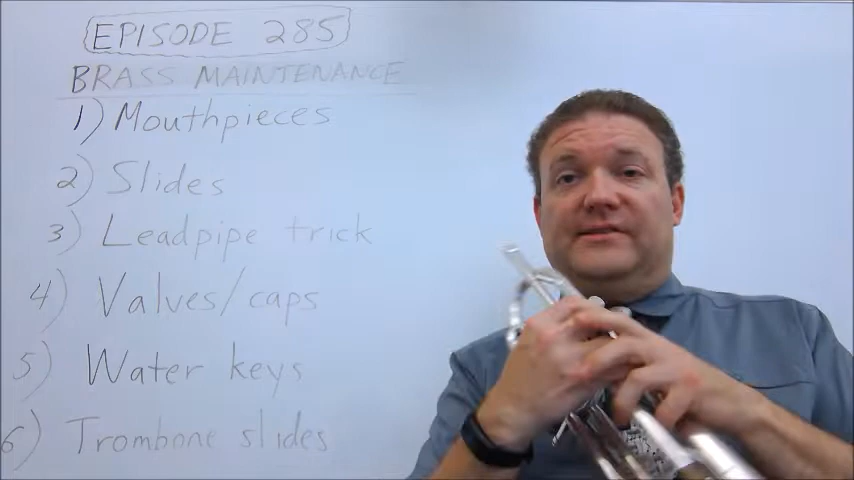 EPISODE 285
BRASS MAINTENANCE
1) Mouthpieces
2) Slides
3) Leadpipe trick
4) Valves/caps
5) Water keys
6) Trombone slides